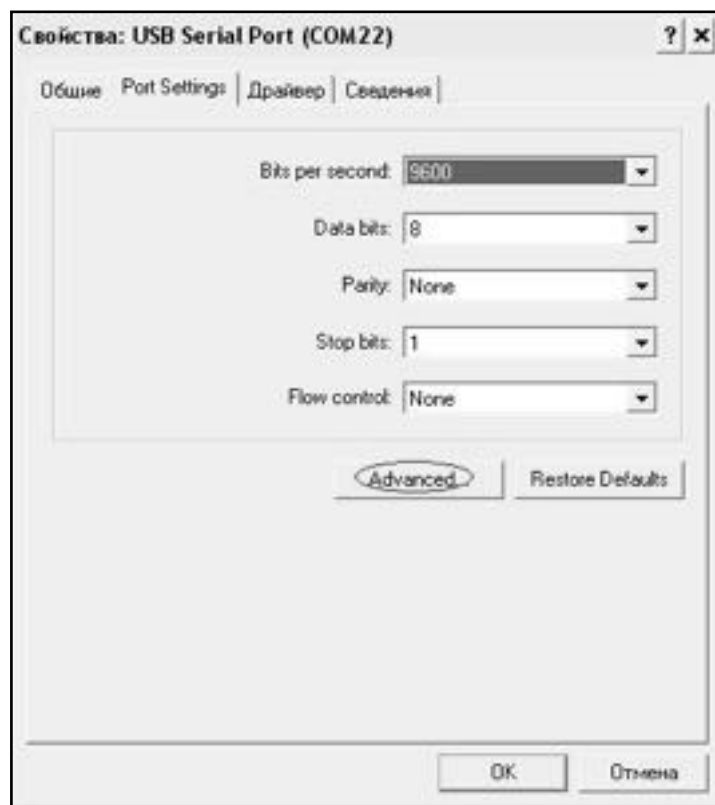 Свойства: USB Serial Port (COM22)
Общие Port Settings Драйвер Сведения
Bits per second: 9600
Data bits: 8
Parity: None
Stop bits: 1
Flow control: None
Advanced... Restore Defaults
OK Отмена